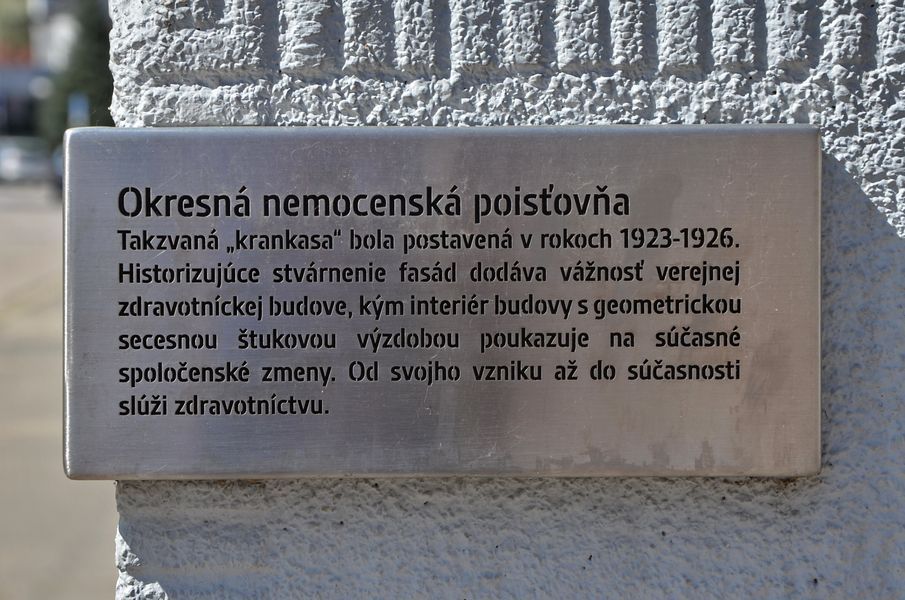 Okresná nemocenská poisťovňa
Takzvaná „krankasa“ bola postavená v rokoch 1923-1926.
Historizujúce stvárnenie fasád dodáva vážnosť verejnej
zdravotníckej budove, kým interiér budovy s geometrickou
secesnou štukovou výzdobou poukazuje na súčasné
spoločenské zmeny. Od svojho vzniku až do súčasnosti
slúži zdravotníctvu.